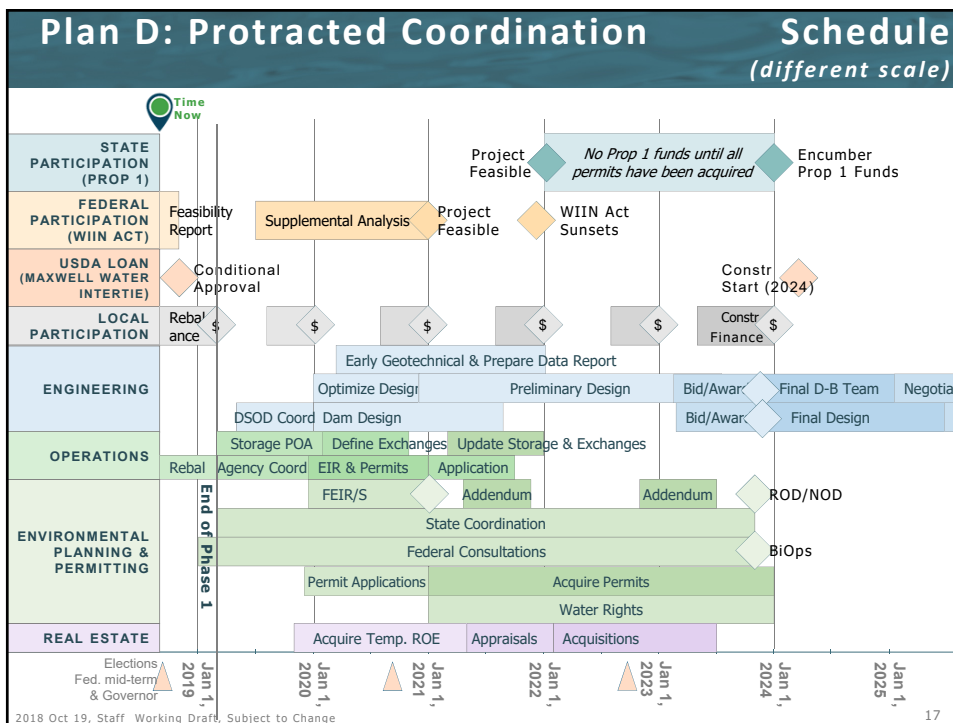 Plan D: Protracted Coordination Schedule
(different scale)
Time
Now
STATE
PARTICIPATION
(PROP 1)
Project
Feasible
No Prop 1 funds until all
permits have been acquired
Encumber
Prop 1 Funds
FEDERAL
PARTICIPATION
(WIIN ACT)
Feasibility
Report
Supplemental Analysis
Project
Feasible
WIIN Act
Sunsets
USDA LOAN
(MAXWELL WATER
INTERTIE)
Conditional
Approval
Constr
Start (2024)
LOCAL
PARTICIPATION
Rebal
ance
$
$
$
$
$
Constr
Finance
$
ENGINEERING
Early Geotechnical & Prepare Data Report
Optimize Design
Preliminary Design
Bid/Award
Final D-B Team
Negotia
DSOD Coord
Dam Design
Bid/Award
Final Design
OPERATIONS
Storage POA
Define Exchanges
Update Storage & Exchanges
Rebal
Agency Coord
EIR & Permits
Application
ENVIRONMENTAL
PLANNING &
PERMITTING
End of Phase 1
FEIR/S
Addendum
Addendum
ROD/NOD
State Coordination
Federal Consultations
BiOps
Permit Applications
Acquire Permits
Water Rights
REAL ESTATE
Acquire Temp. ROE
Appraisals
Acquisitions
Elections
Fed. mid-term
& Governor
Jan 1,
2019
Jan 1,
2020
Jan 1,
2021
Jan 1,
2022
Jan 1,
2023
Jan 1,
2024
Jan 1,
2025
2018 Oct 19, Staff Working Draft, Subject to Change
17